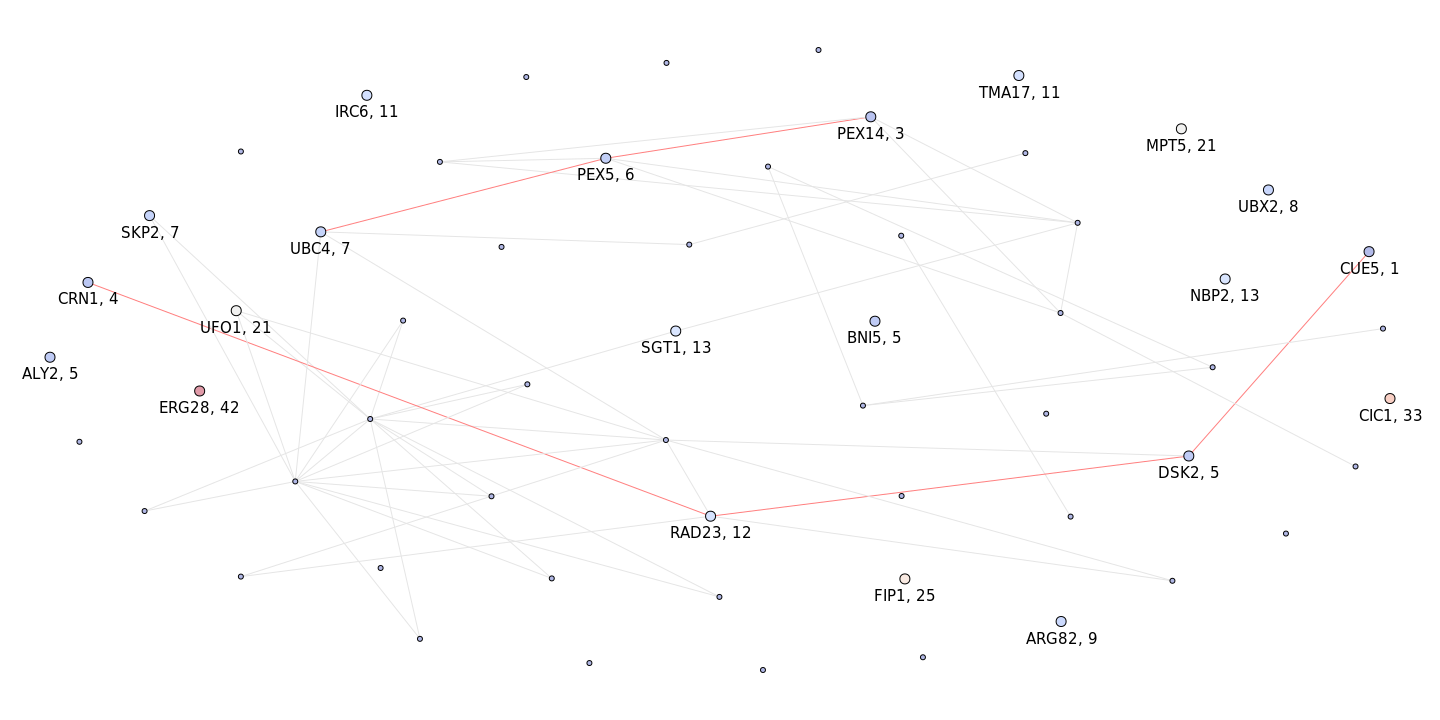 TMA17, 11
IRC6, 11
PEX14, 3
MPT5, 21
PEX5, 6
UBX2, 8
SKP2, 7
UBC4, 7
CUE5, 1
CRN1, 4
NBP2, 13
UFO1, 21
BNI5, 5
SGT1, 13
ALY2, 5
ERG28, 42
CIC1, 33
DSK2, 5
RAD23, 12
FIP1, 25
ARG82, 9